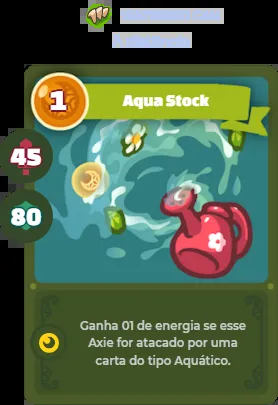 1
Aqua Stock
45
80
Ganha 01 de energia se esse
Axie for atacado por uma
carta do tipo Aquático.